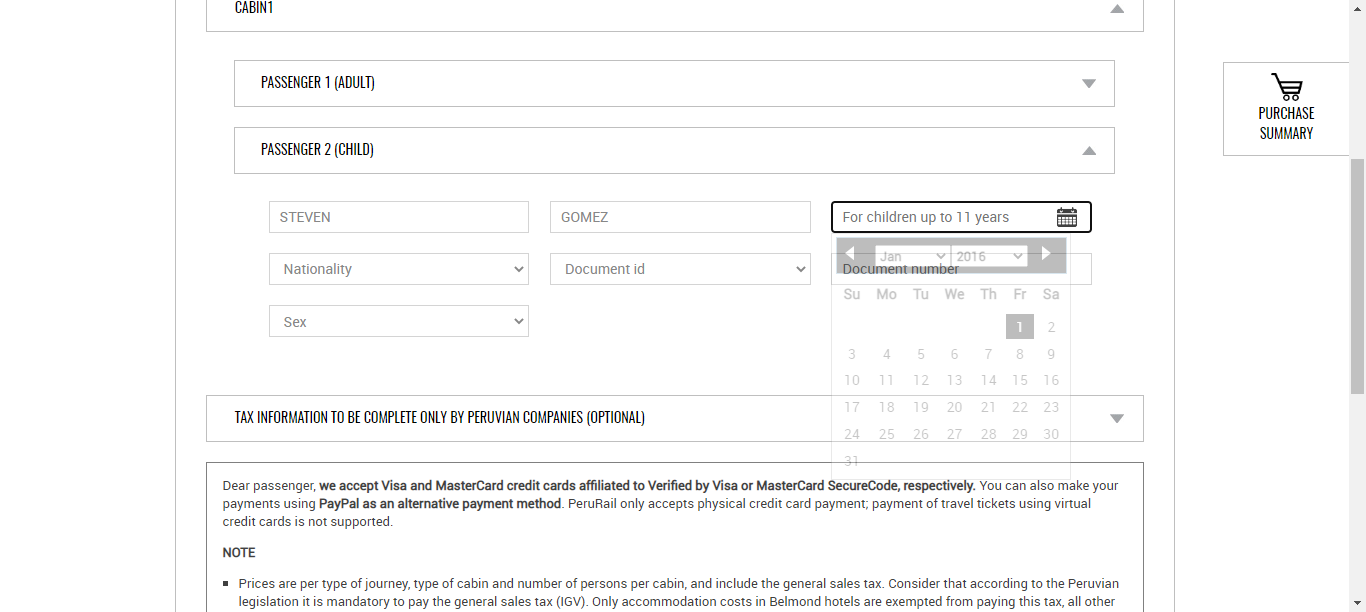 CABIN1
PASSENGER 1 (ADULT)
PURCHASE
SUMMARY
PASSENGER 2 (CHILD)
STEVEN GOMEZ For children up to 11 years
Jan 2016
Nationality Document id Document number
Su Mo Tu We Th Fr Sa
Sex
1 2
3 4 5 6 7 8 9
10 11 12 13 14 15 16
17 18 19 20 21 22 23
TAX INFORMATION TO BE COMPLETE ONLY BY PERUVIAN COMPANIES (OPTIONAL)
24 25 26 27 28 29 30
31
Dear passenger, we accept Visa and MasterCard credit cards affiliated to Verified by Visa or MasterCard SecureCode, respectively. You can also make your
payments using PayPal as an alternative payment method. PeruRail only accepts physical credit card payment; payment of travel tickets using virtual
credit cards is not supported.
NOTE
Prices are per type of journey, type of cabin and number of persons per cabin, and include the general sales tax. Consider that according to the Peruvian
legislation it is mandatory to pay the general sales tax (IGV). Only accommodation costs in Belmond hotels are exempted from paying this tax, all other